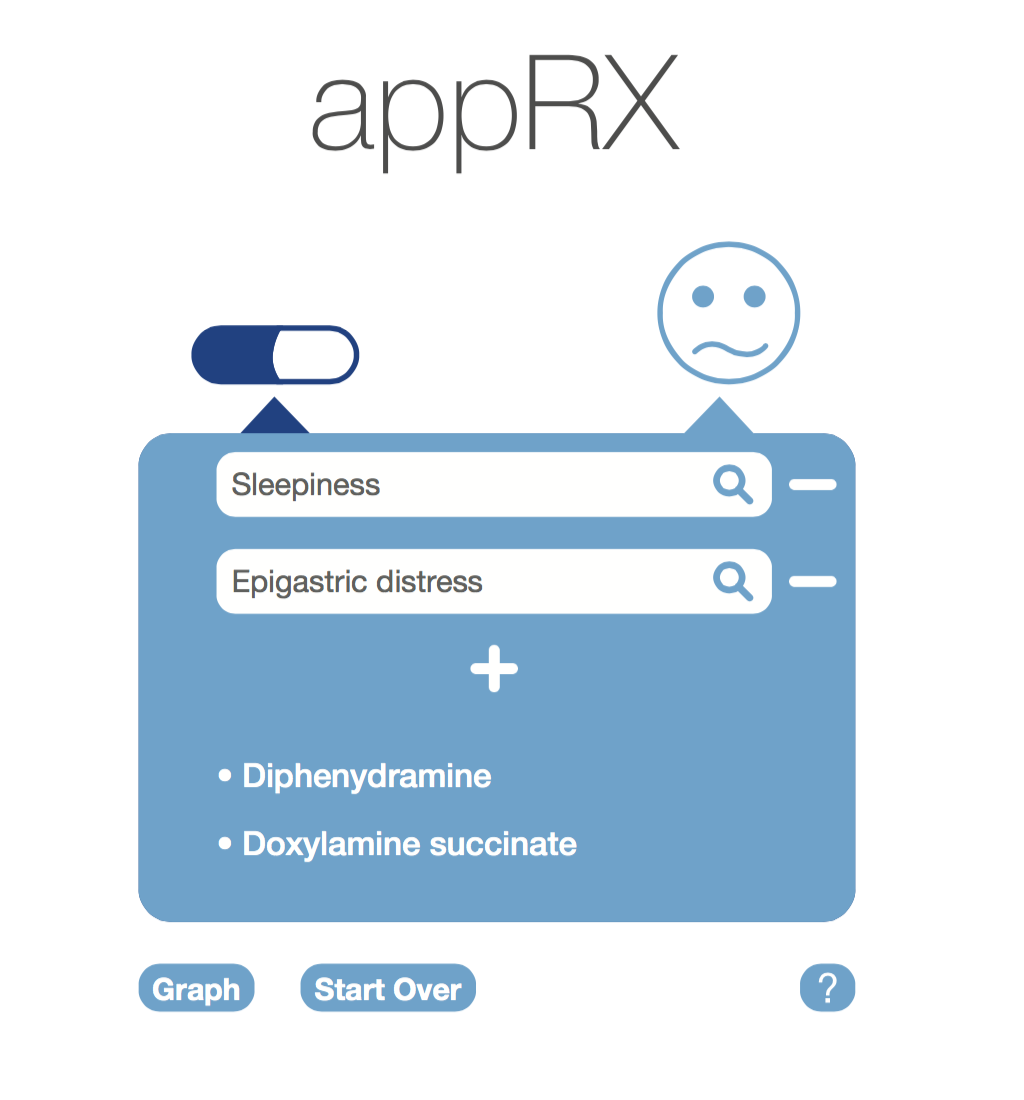 appRX
Sleepiness
Epigastric distress
• Diphenydramine
• Doxylamine succinate
Graph
Start Over
?